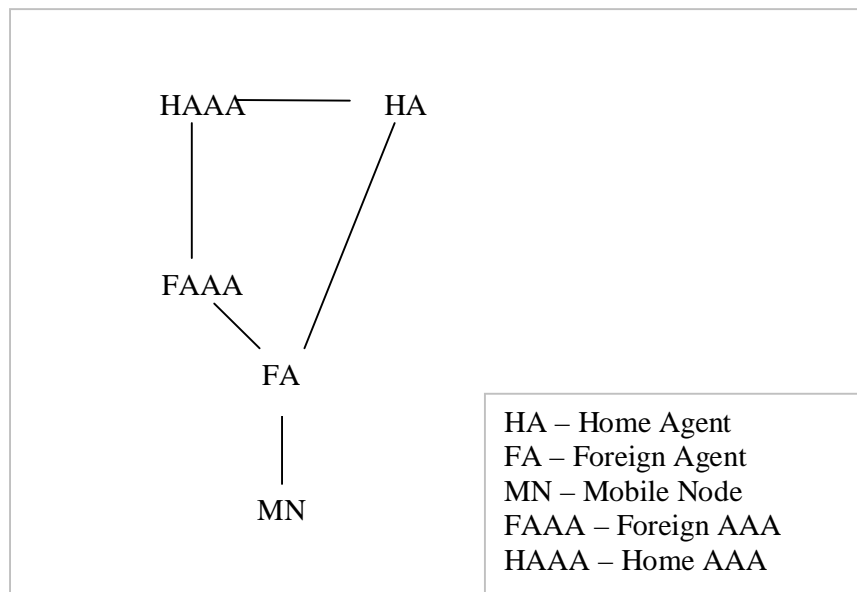 HAAA HA
FAAA
FA
MN
HA – Home Agent
FA – Foreign Agent
MN – Mobile Node
FAAA – Foreign AAA
HAAA – Home AAA